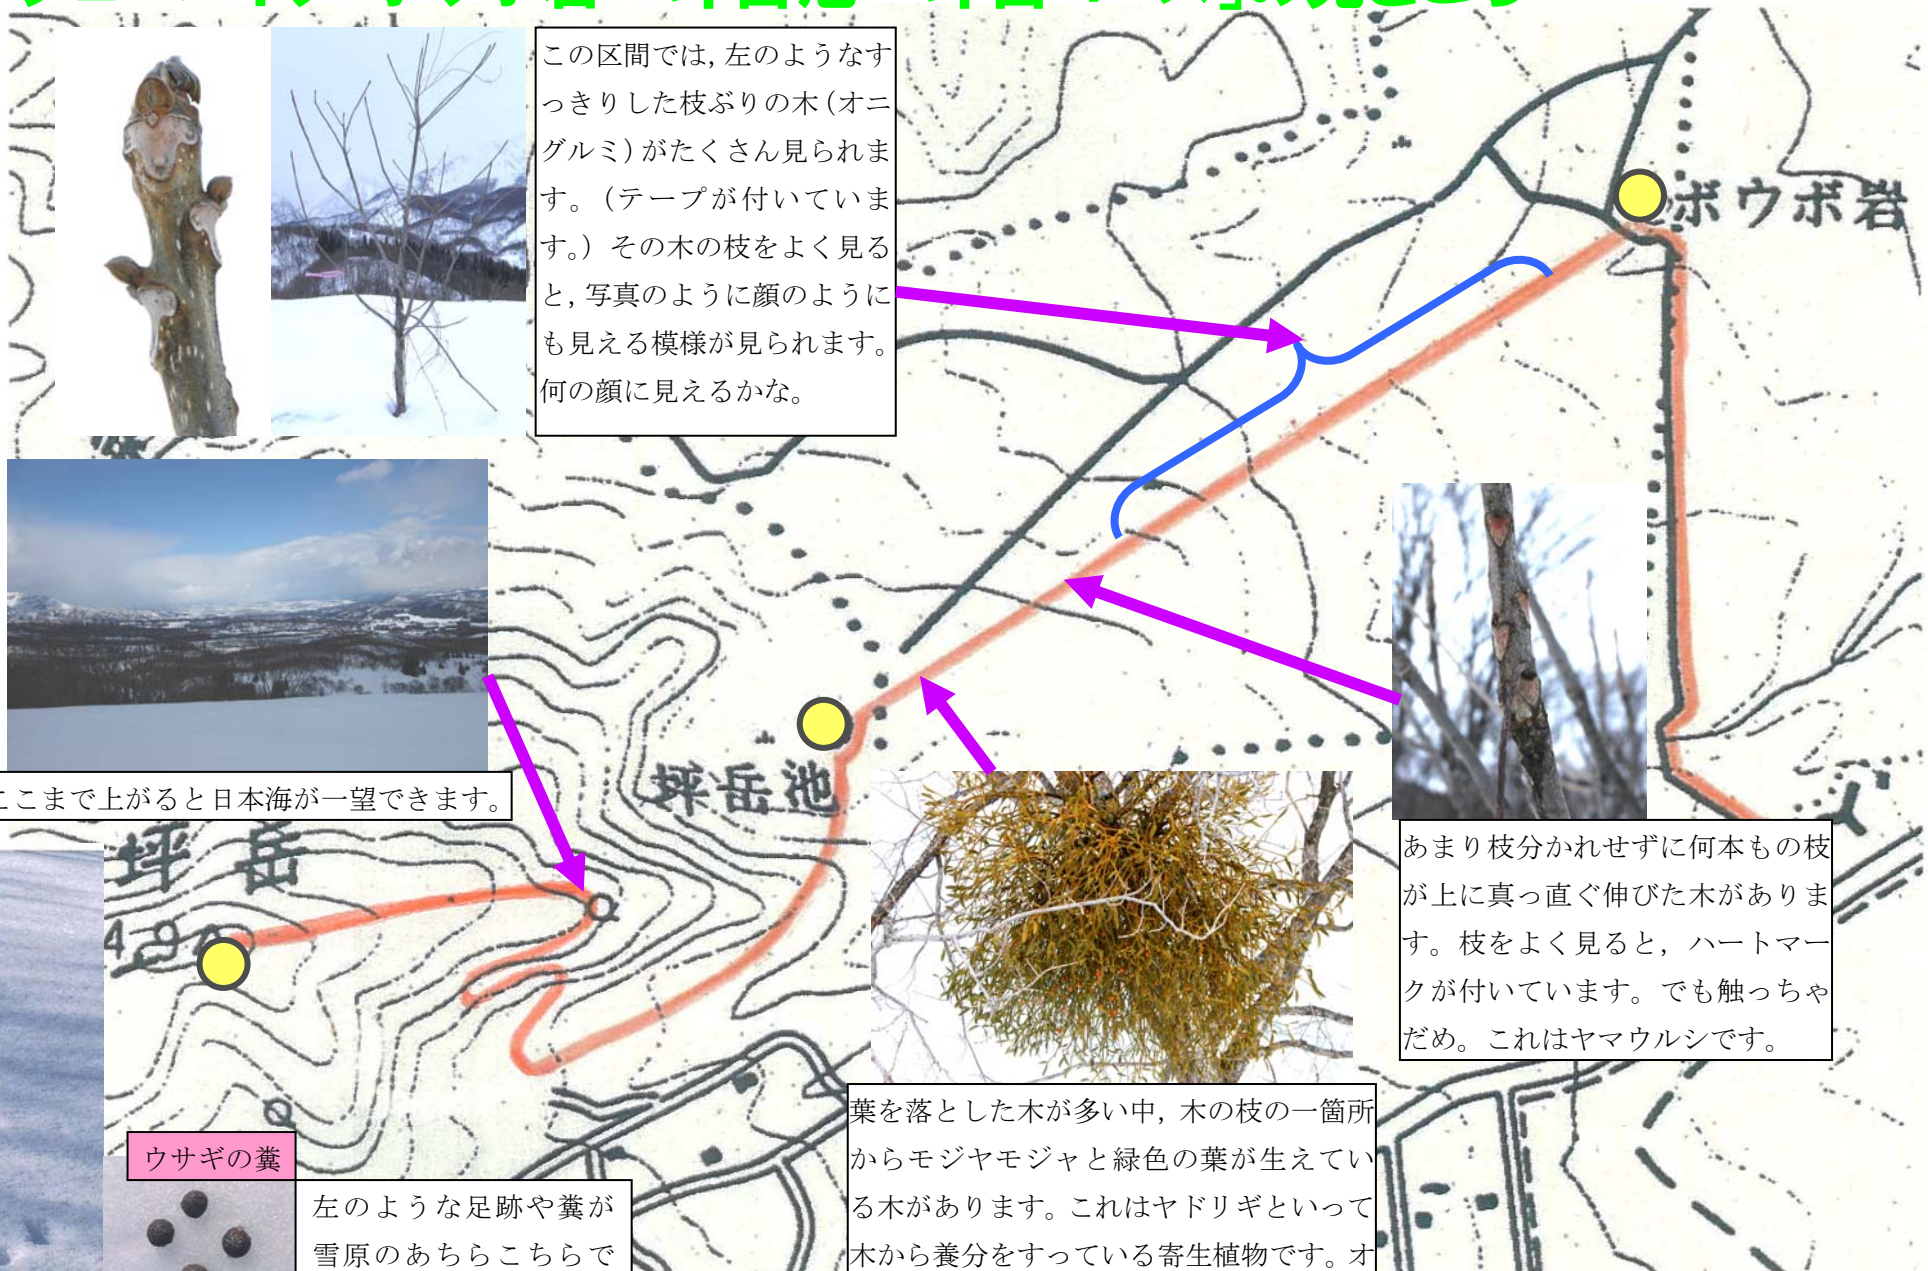 この区間では，左のようなす
っきりした枝ぶりの木（オニ
グルミ）がたくさん見られま
す。（テープが付いていま
す。）その木の枝をよく見る
と，写真のように顔のように
も見える模様が見られます。
何の顔に見えるかな。
ボウボ岩
ここまで上がると日本海が一望できます。
坪岳池
坪岳
あまり枝分かれせずに何本もの枝
が上に真っ直ぐ伸びた木がありま
す。枝をよく見ると，ハートマー
クが付いています。でも触っちゃ
だめ。これはヤマウルシです。
葉を落とした木が多い中，木の枝の一箇所
からモジヤモジャと緑色の葉が生えてい
る木があります。これはヤドリギといって
木から養分をすっている寄生植物です。オ
ウサギの糞
左のような足跡や糞が
雪原のあちらこちらで